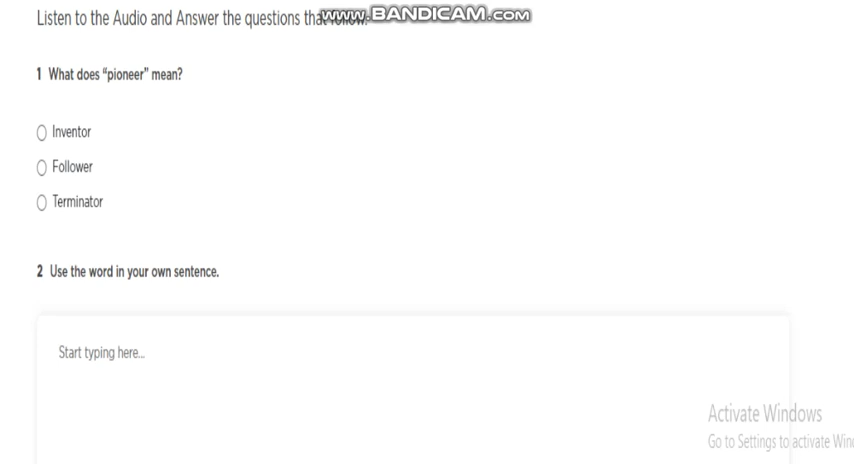 Listen to the Audio and Answer the questions that follow.
www.BANDICAM.com
1 What does “pioneer” mean?
Inventor
Follower
Terminator
2 Use the word in your own sentence.
Start typing here...
Activate Windows
Go to Settings to activate Win